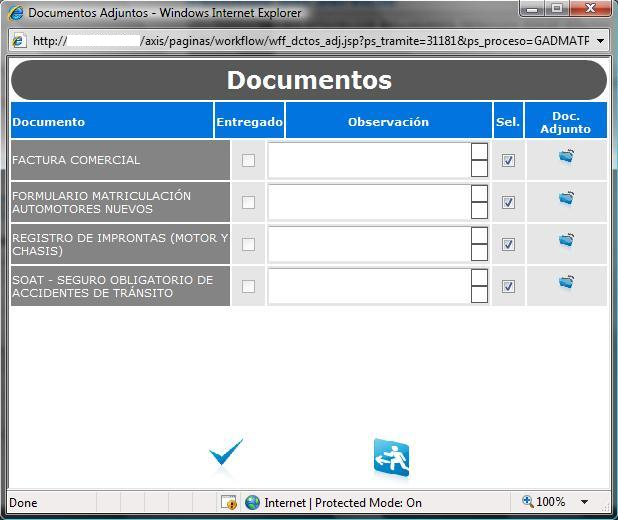 Documentos Adjuntos - Windows Internet Explorer
http:// /axis/paginas/workflow/wff_dctos_adj.jsp?ps_tramite=31181&ps_proceso=GADMATF
Documentos
Documento Entregado Observación Sel. Doc. Adjunto
FACTURA COMERCIAL
FORMULARIO MATRICULACIÓN
AUTOMOTORES NUEVOS
REGISTRO DE IMPRONTAS (MOTOR Y
CHASIS)
SOAT - SEGURO OBLIGATORIO DE
ACCIDENTES DE TRÁNSITO
Done Internet | Protected Mode: On 100%